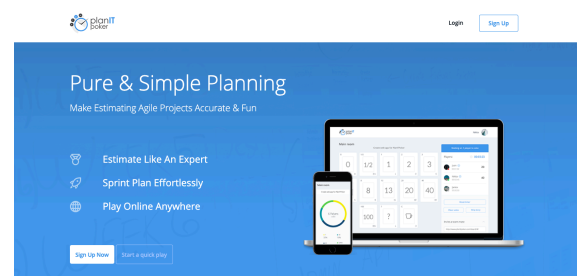 planIT
poker
Login
Sign Up
Pure & Simple Planning
Make Estimating Agile Projects Accurate & Fun
Estimate Like An Expert
Sprint Plan Effortlessly
Play Online Anywhere
Sign Up Now
Start a quick play
0
1/2
1
2
3
8
13
20
40
100
?